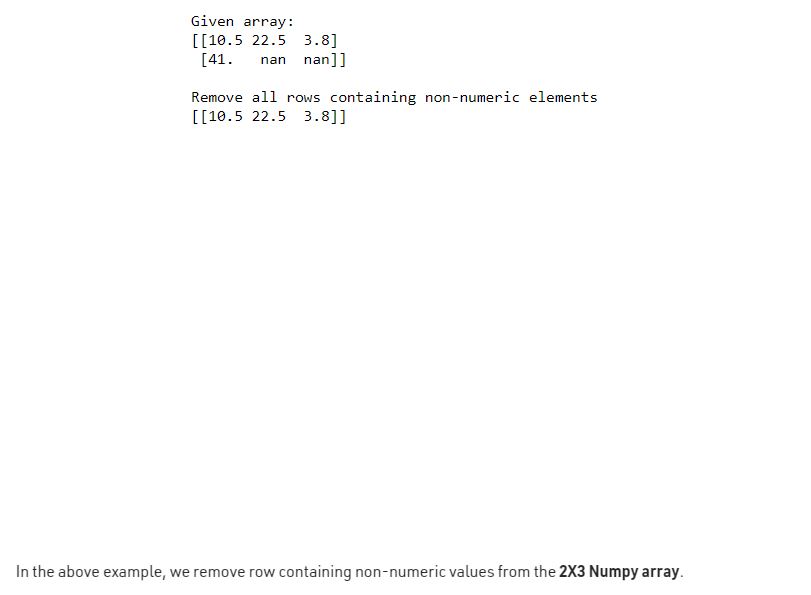 Given array:
[[10.5 22.5  3.8]
 [41.   nan  nan]]
Remove all rows containing non-numeric elements
[[10.5 22.5  3.8]]
In the above example, we remove row containing non-numeric values from the 2X3 Numpy array.